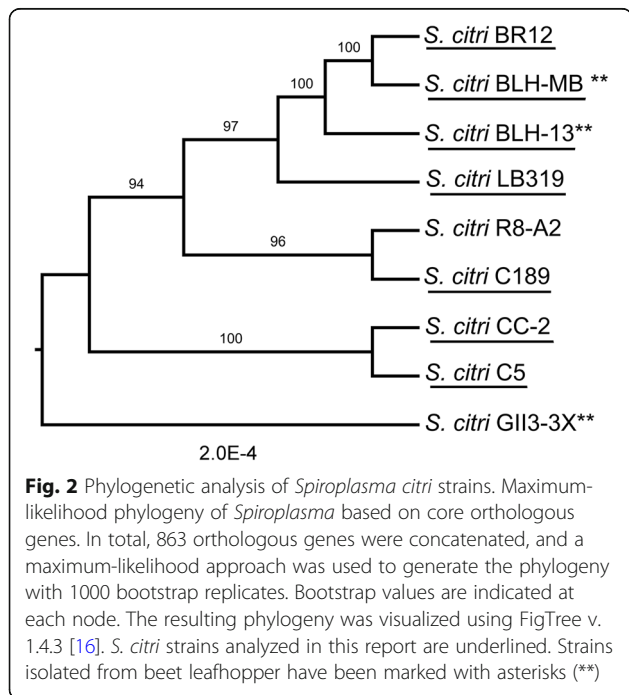 100
S. citri BR12
S. citri BLH-MB **
100
S. citri BLH-13**
97
S. citri LB319
94
S. citri R8-A2
96
S. citri C189
S. citri CC-2
100
S. citri C5
S. citri GII3-3X**
2.0E-4
Fig. 2 Phylogenetic analysis of Spiroplasma citri strains. Maximum-
likelihood phylogeny of Spiroplasma based on core orthologous
genes. In total, 863 orthologous genes were concatenated, and a
maximum-likelihood approach was used to generate the phylogeny
with 1000 bootstrap replicates. Bootstrap values are indicated at
each node. The resulting phylogeny was visualized using FigTree v.
1.4.3 [16]. S. citri strains analyzed in this report are underlined. Strains
isolated from beet leafhopper have been marked with asterisks (**)